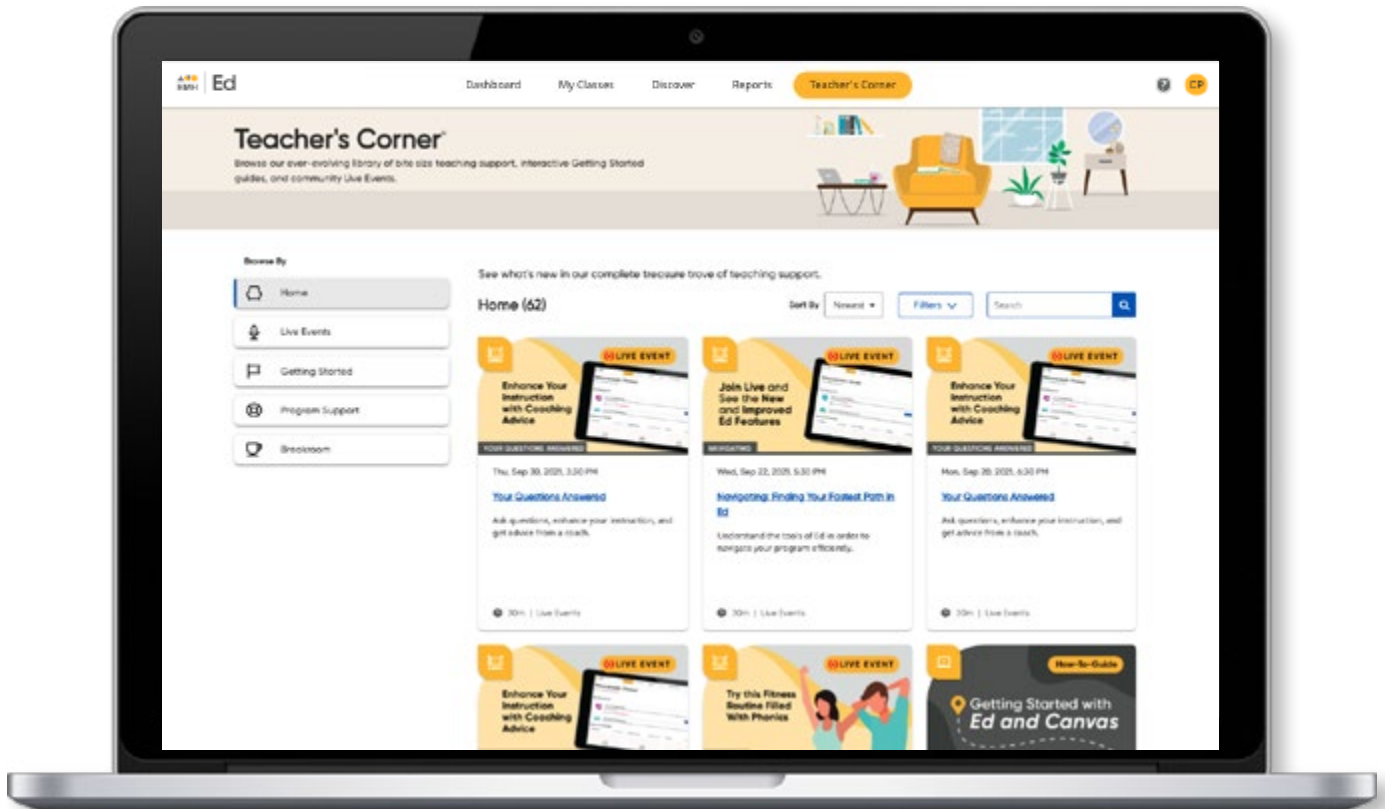 HMH Ed
Dashboard My Classes Discover Reports Teacher's Corner
CP
Teacher's Corner
Browse our ever-evolving library of bite size teaching support, interactive Getting Started
guides, and community Live Events.
Browse By
Home
Live Events
Getting Started
Program Support
Breakroom
See what's new in our complete treasure trove of teaching support.
Home (62)
Sort By Newest Filters Search
LIVE EVENT
Enhance Your
Instruction
with Coaching
Advice
YOUR QUESTIONS ANSWERED
Thu, Sep 30, 2021, 3:30 PM
Your Questions Answered
Ask questions, enhance your instruction, and
get advice from a coach.
30m | Live Events
LIVE EVENT
Join Live and
See the New
and Improved
Ed Features
NAVIGATING
Wed, Sep 22, 2021, 5:30 PM
Navigating: Finding Your Fastest Path in
Ed
Understand the tools of Ed in order to
navigate your program efficiently.
30m | Live Events
LIVE EVENT
Enhance Your
Instruction
with Coaching
Advice
YOUR QUESTIONS ANSWERED
Mon, Sep 20, 2021, 6:30 PM
Your Questions Answered
Ask questions, enhance your instruction, and
get advice from a coach.
30m | Live Events
LIVE EVENT
Enhance Your
Instruction
with Coaching
Advice
LIVE EVENT
Try this Fitness
Routine Filled
With Phonics
How-To-Guide
Getting Started with
Ed and Canvas